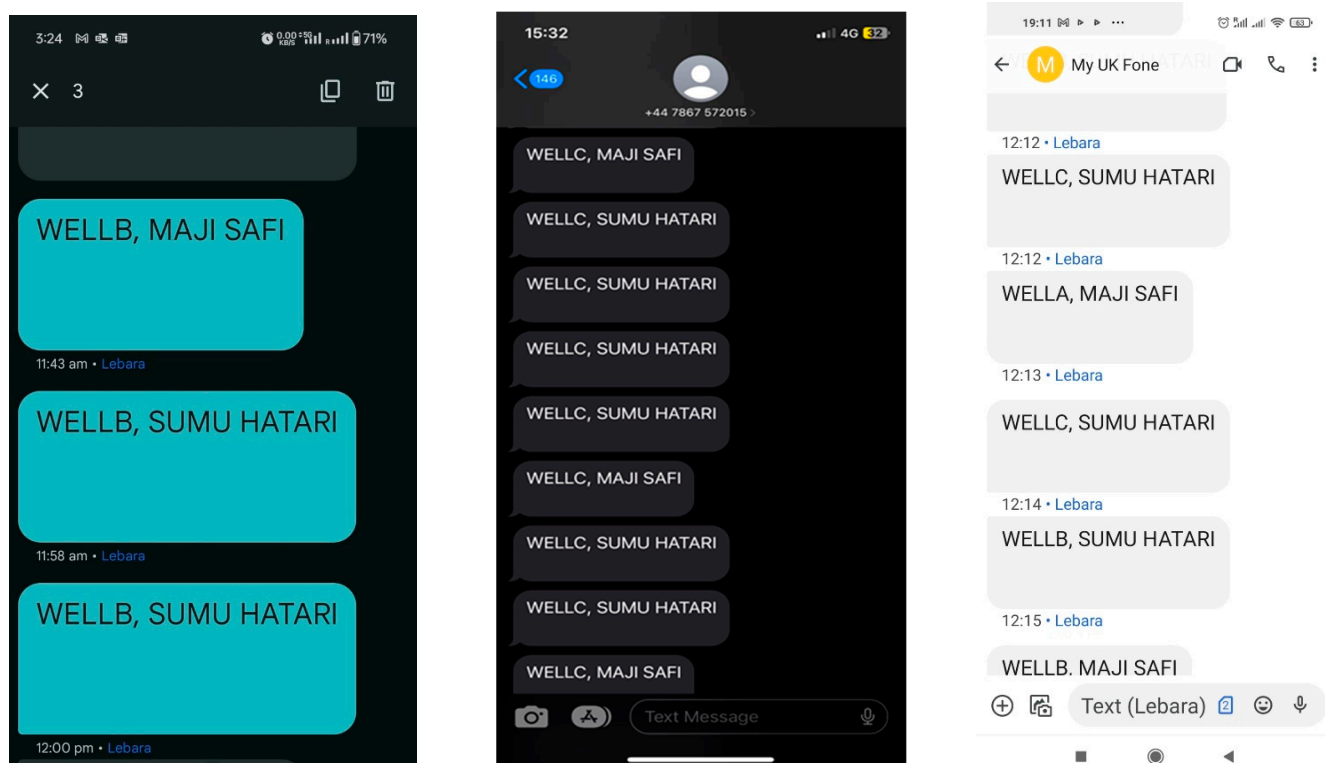 3:24
0.00 KB/S
71%
3
WELLB, MAJI SAFI
11:43 am • Lebara
WELLB, SUMU HATARI
11:58 am • Lebara
WELLB, SUMU HATARI
12:00 pm • Lebara
15:32
4G 32
146
+44 7867 572015
WELLC, MAJI SAFI
WELLC, SUMU HATARI
WELLC, SUMU HATARI
WELLC, SUMU HATARI
WELLC, SUMU HATARI
WELLC, MAJI SAFI
WELLC, SUMU HATARI
WELLC, SUMU HATARI
WELLC, MAJI SAFI
Text Message
19:11
63
M My UK Fone
12:12 • Lebara
WELLC, SUMU HATARI
12:12 • Lebara
WELLA, MAJI SAFI
12:13 • Lebara
WELLC, SUMU HATARI
12:14 • Lebara
WELLB, SUMU HATARI
12:15 • Lebara
WELLB, MAJI SAFI
Text (Lebara) 2